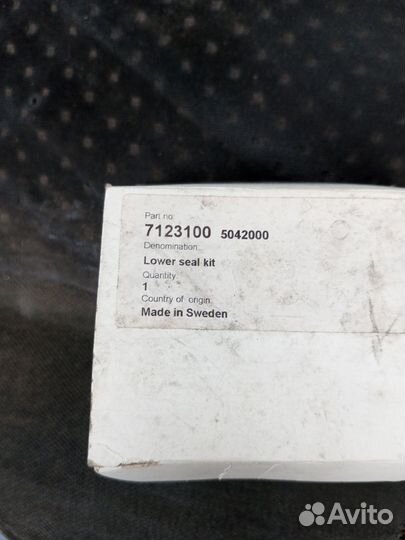 Part no:
7123100 5042000
Denomination:
Lower seal kit
Quantity
1
Country of origin
Made in Sweden
Avito